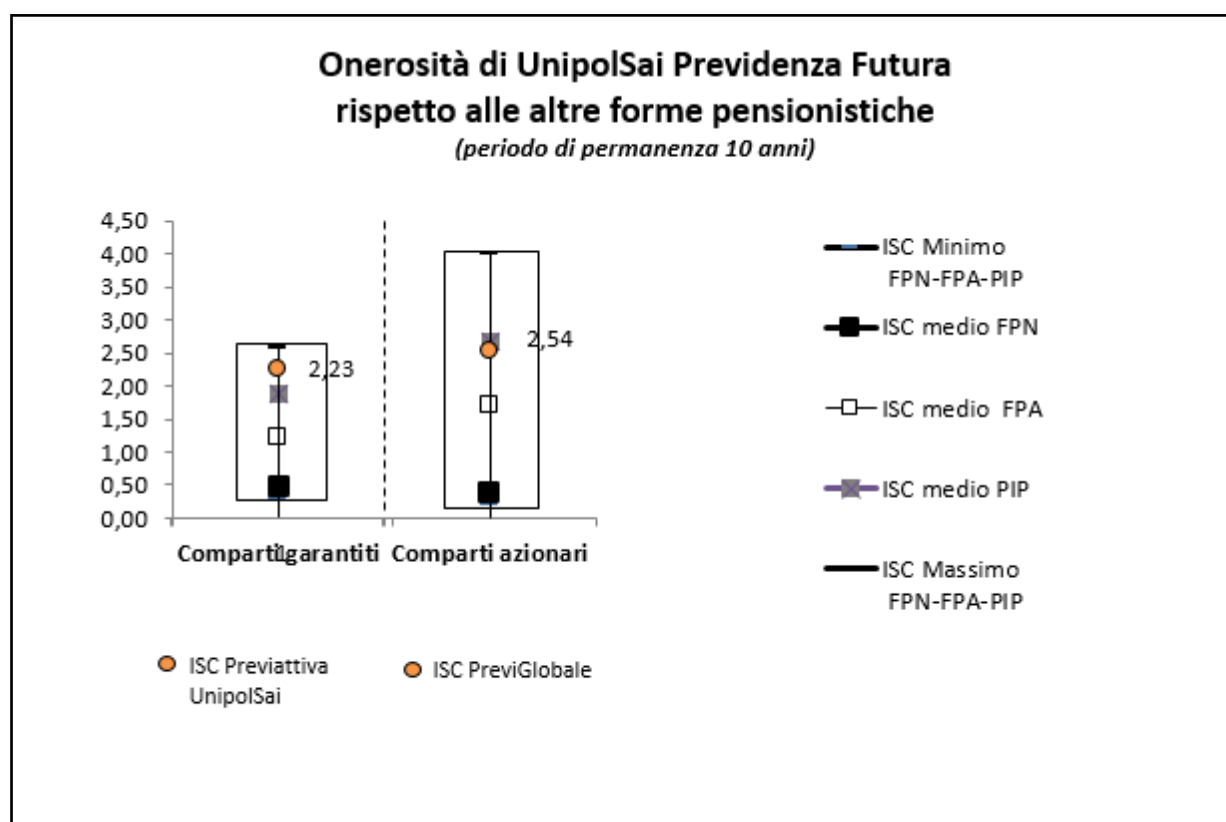 Onerosità di UnipolSai Previdenza Futura
rispetto alle altre forme pensionistiche
(periodo di permanenza 10 anni)
4,50
4,00
3,50
3,00
2,50
2,00
1,50
1,00
0,50
0,00
2,23
2,54
Comparti garantiti
1
Comparti azionari
ISC Minimo
FPN-FPA-PIP
ISC medio FPN
ISC medio FPA
ISC medio PIP
ISC Massimo
FPN-FPA-PIP
ISC Previattiva
UnipolSai
ISC PreviGlobale